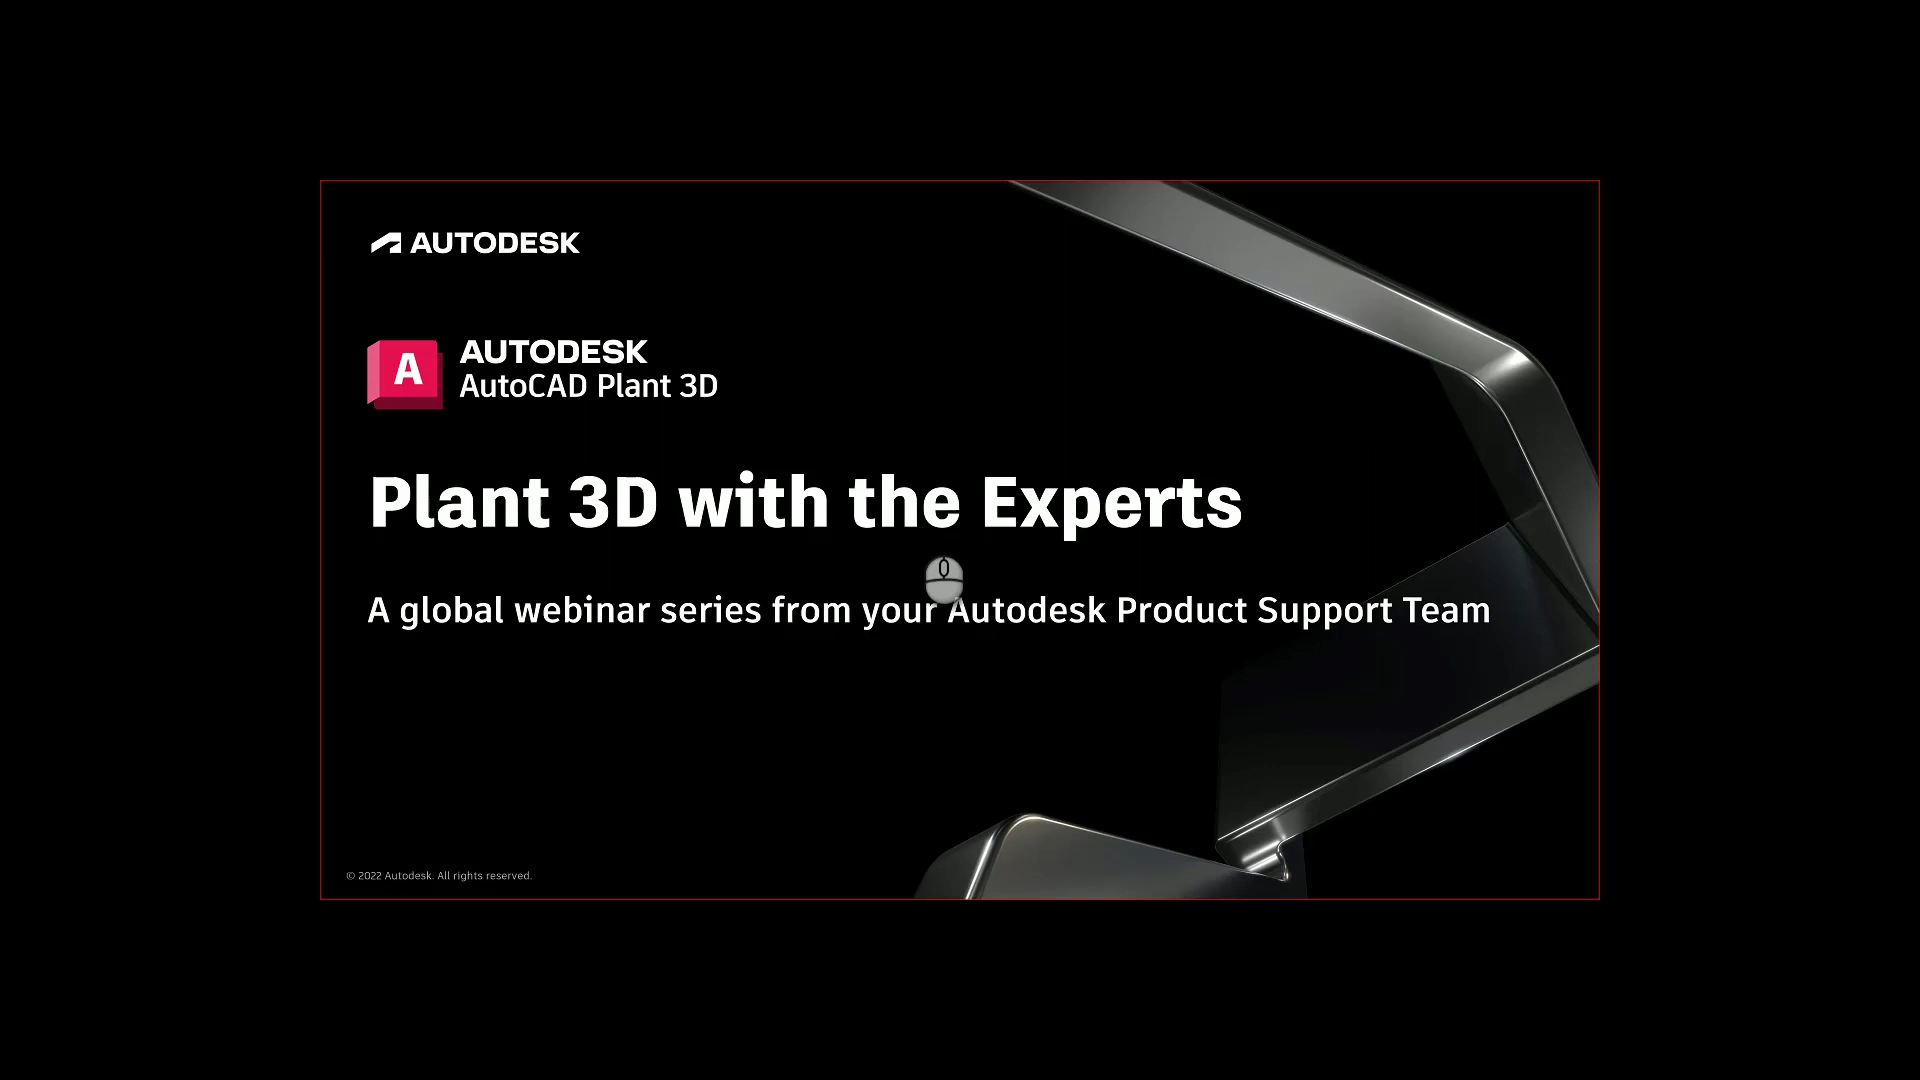 AUTODESK
A
AUTODESK
AutoCAD Plant 3D
Plant 3D with the Experts
A global webinar series from your Autodesk Product Support Team
© 2022 Autodesk. All rights reserved.